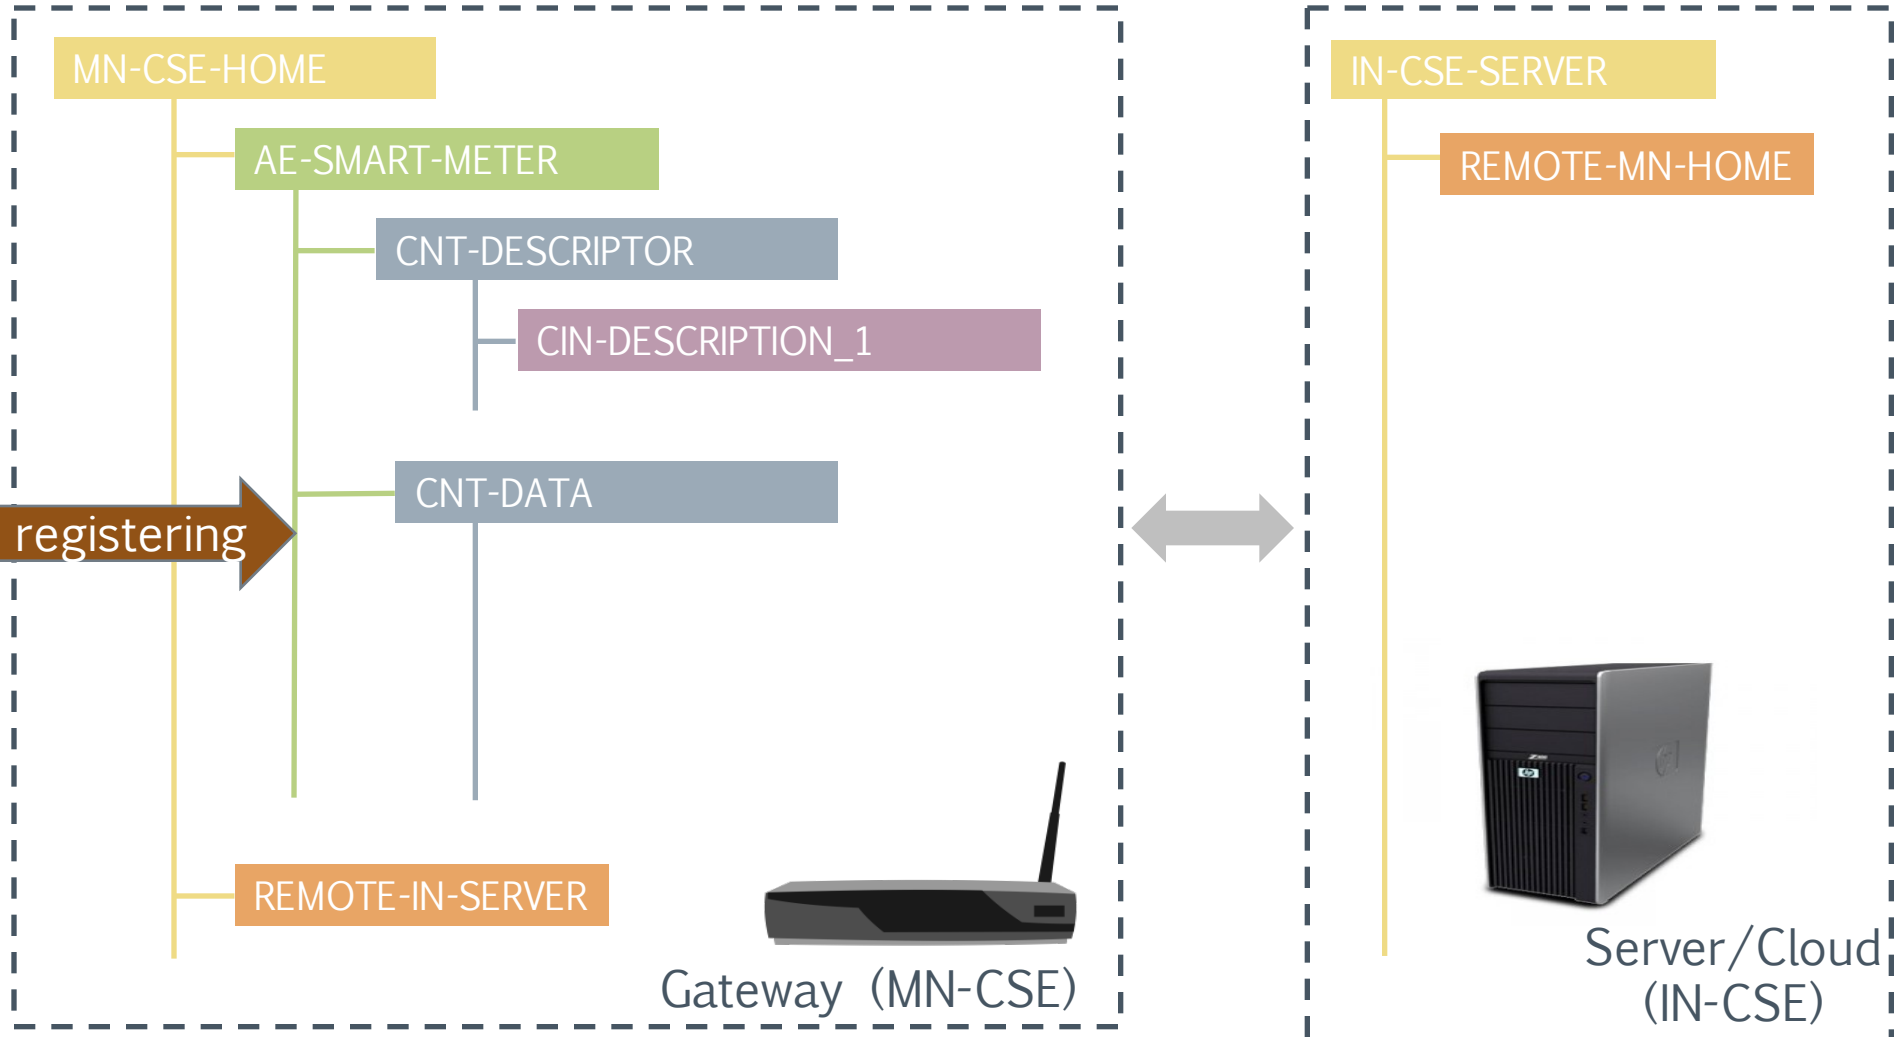 MN-CSE-HOME
AE-SMART-METER
CNT-DESCRIPTOR
CIN-DESCRIPTION_1
CNT-DATA
registering
REMOTE-IN-SERVER
Gateway (MN-CSE)
IN-CSE-SERVER
REMOTE-MN-HOME
hp
Server/Cloud
(IN-CSE)